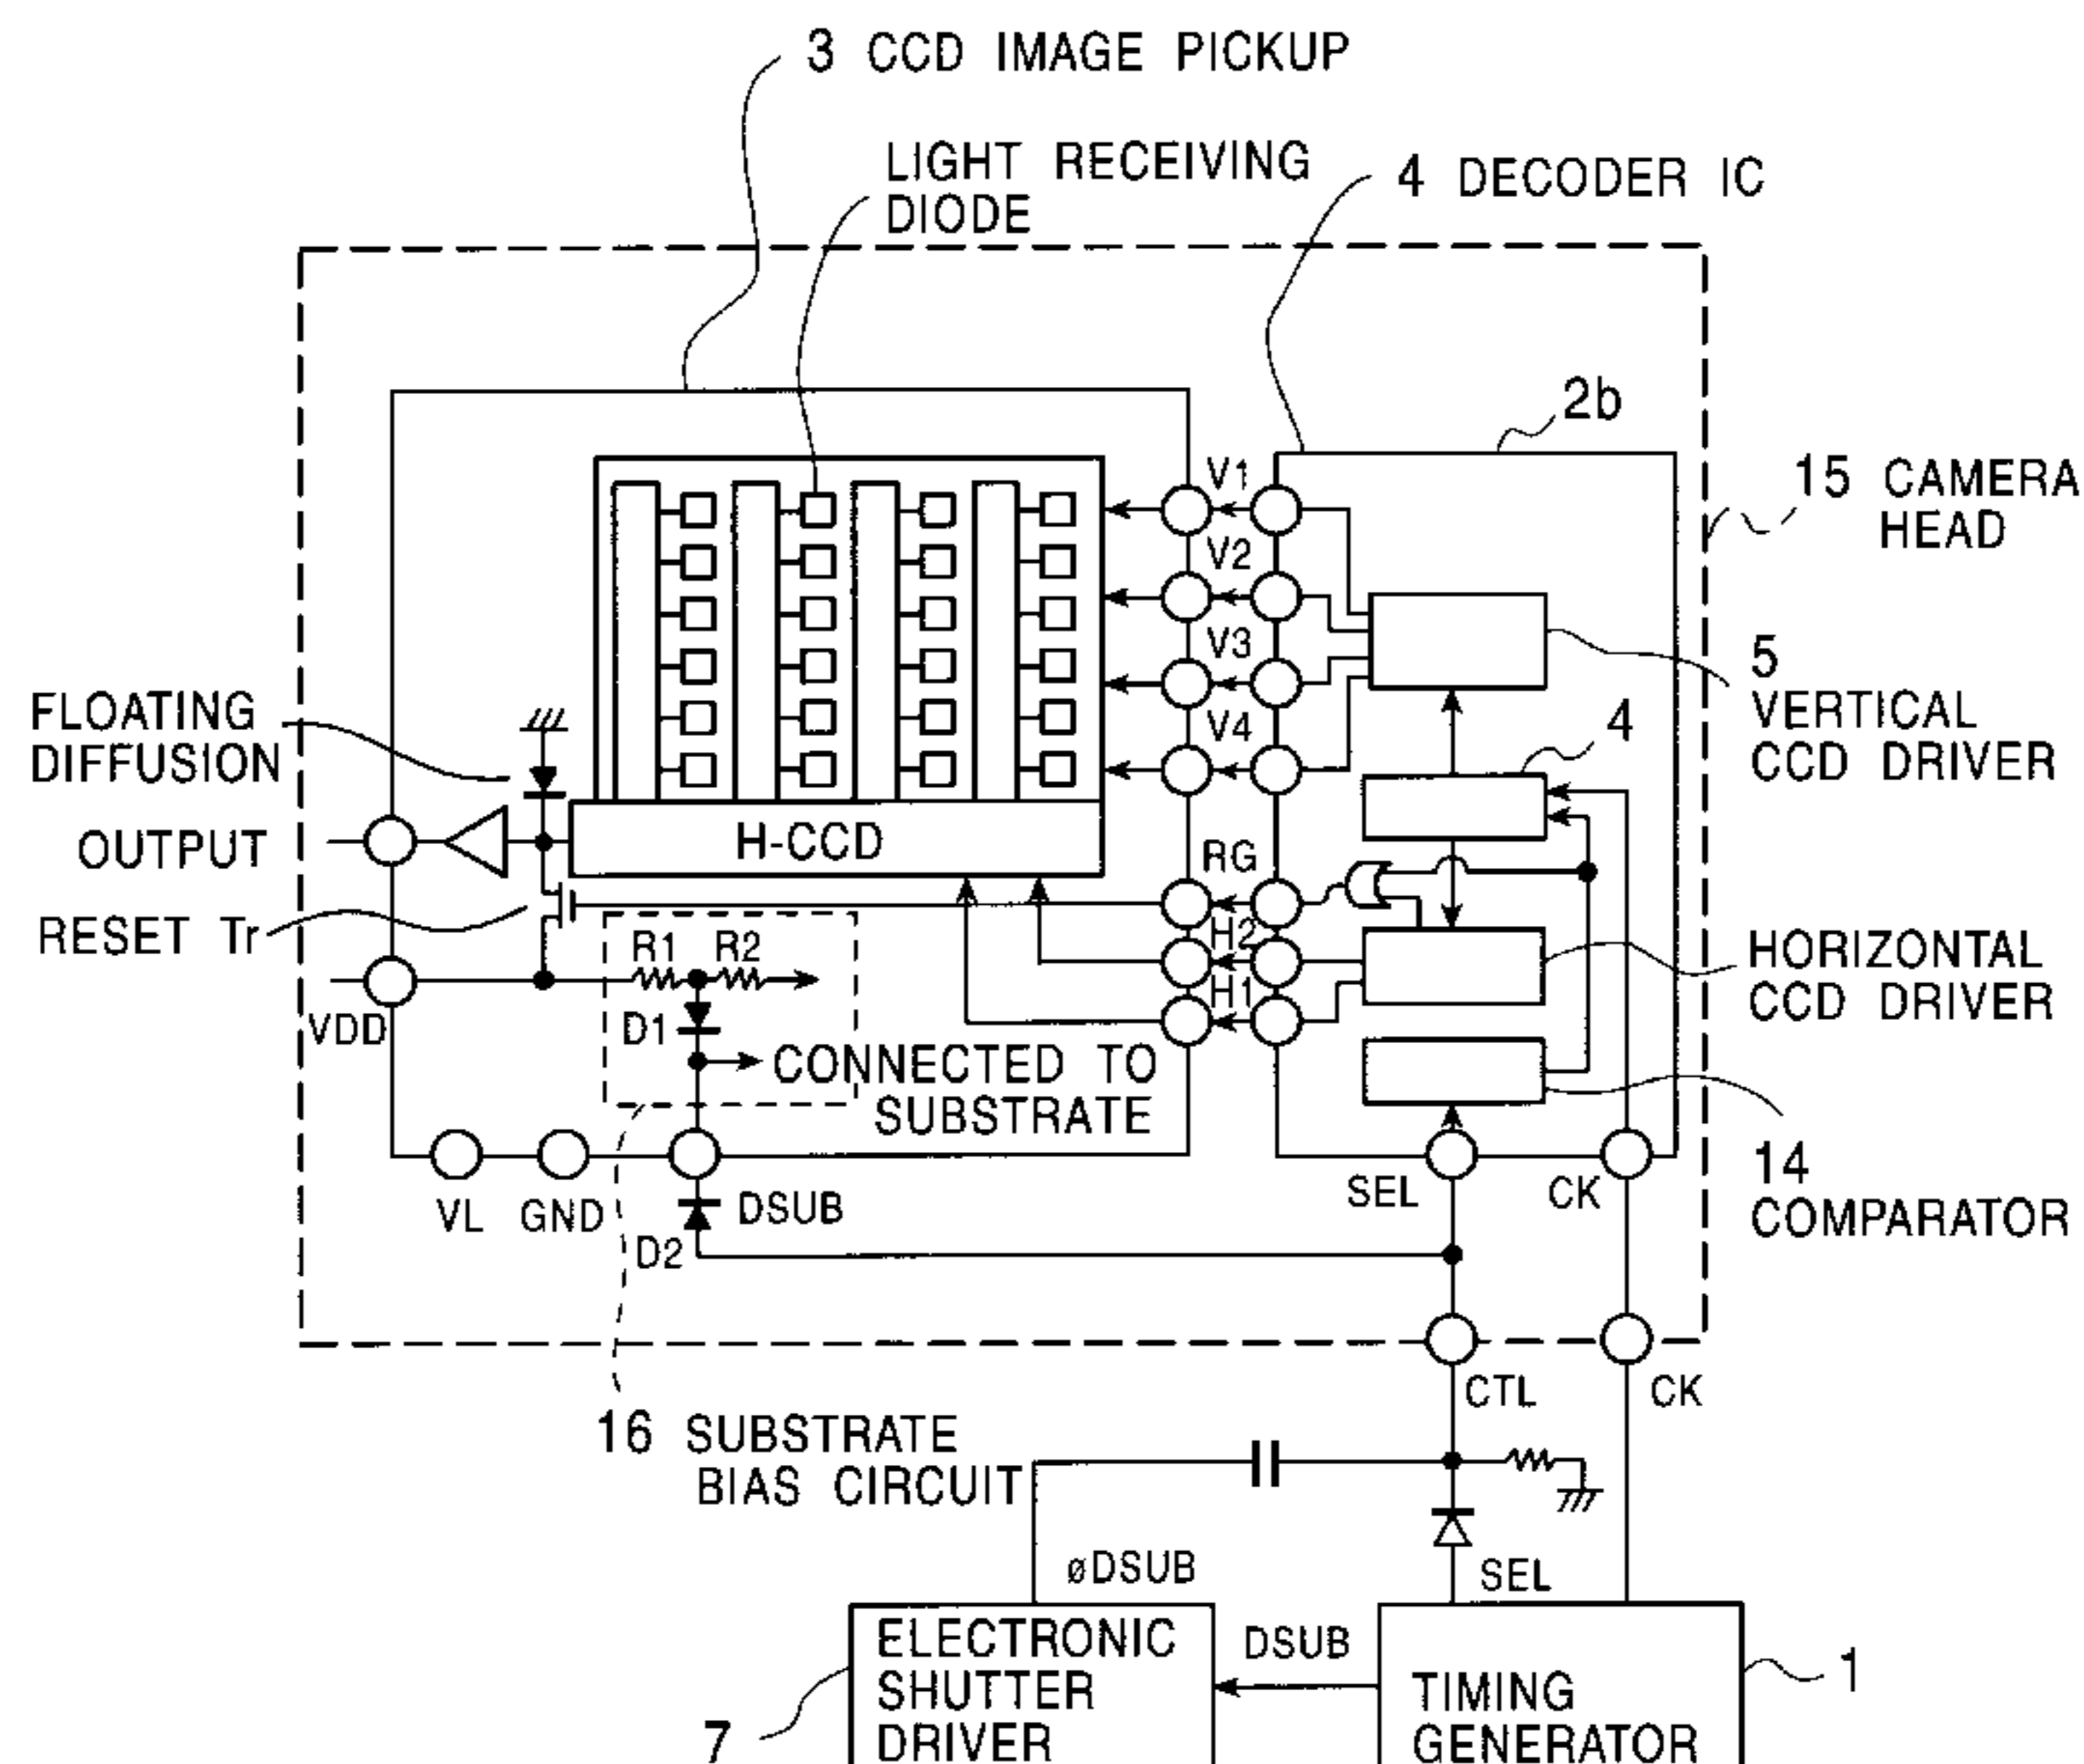 3 CCD IMAGE PICKUP
LIGHT RECEIVING
DIODE
4 DECODER IC
2b
15 CAMERA
HEAD
V1
V2
V3
V4
5
VERTICAL
CCD DRIVER
4
FLOATING
DIFFUSION
OUTPUT
H-CCD
RG
RESET Tr
R1 R2
H2
H1
HORIZONTAL
CCD DRIVER
VDD
D1
CONNECTED TO
SUBSTRATE
14
COMPARATOR
VL GND
DSUB
D2
SEL
CK
CTL
CK
16 SUBSTRATE
BIAS CIRCUIT
øDSUB
SEL
ELECTRONIC
SHUTTER
DRIVER
7
DSUB
TIMING
GENERATOR
1